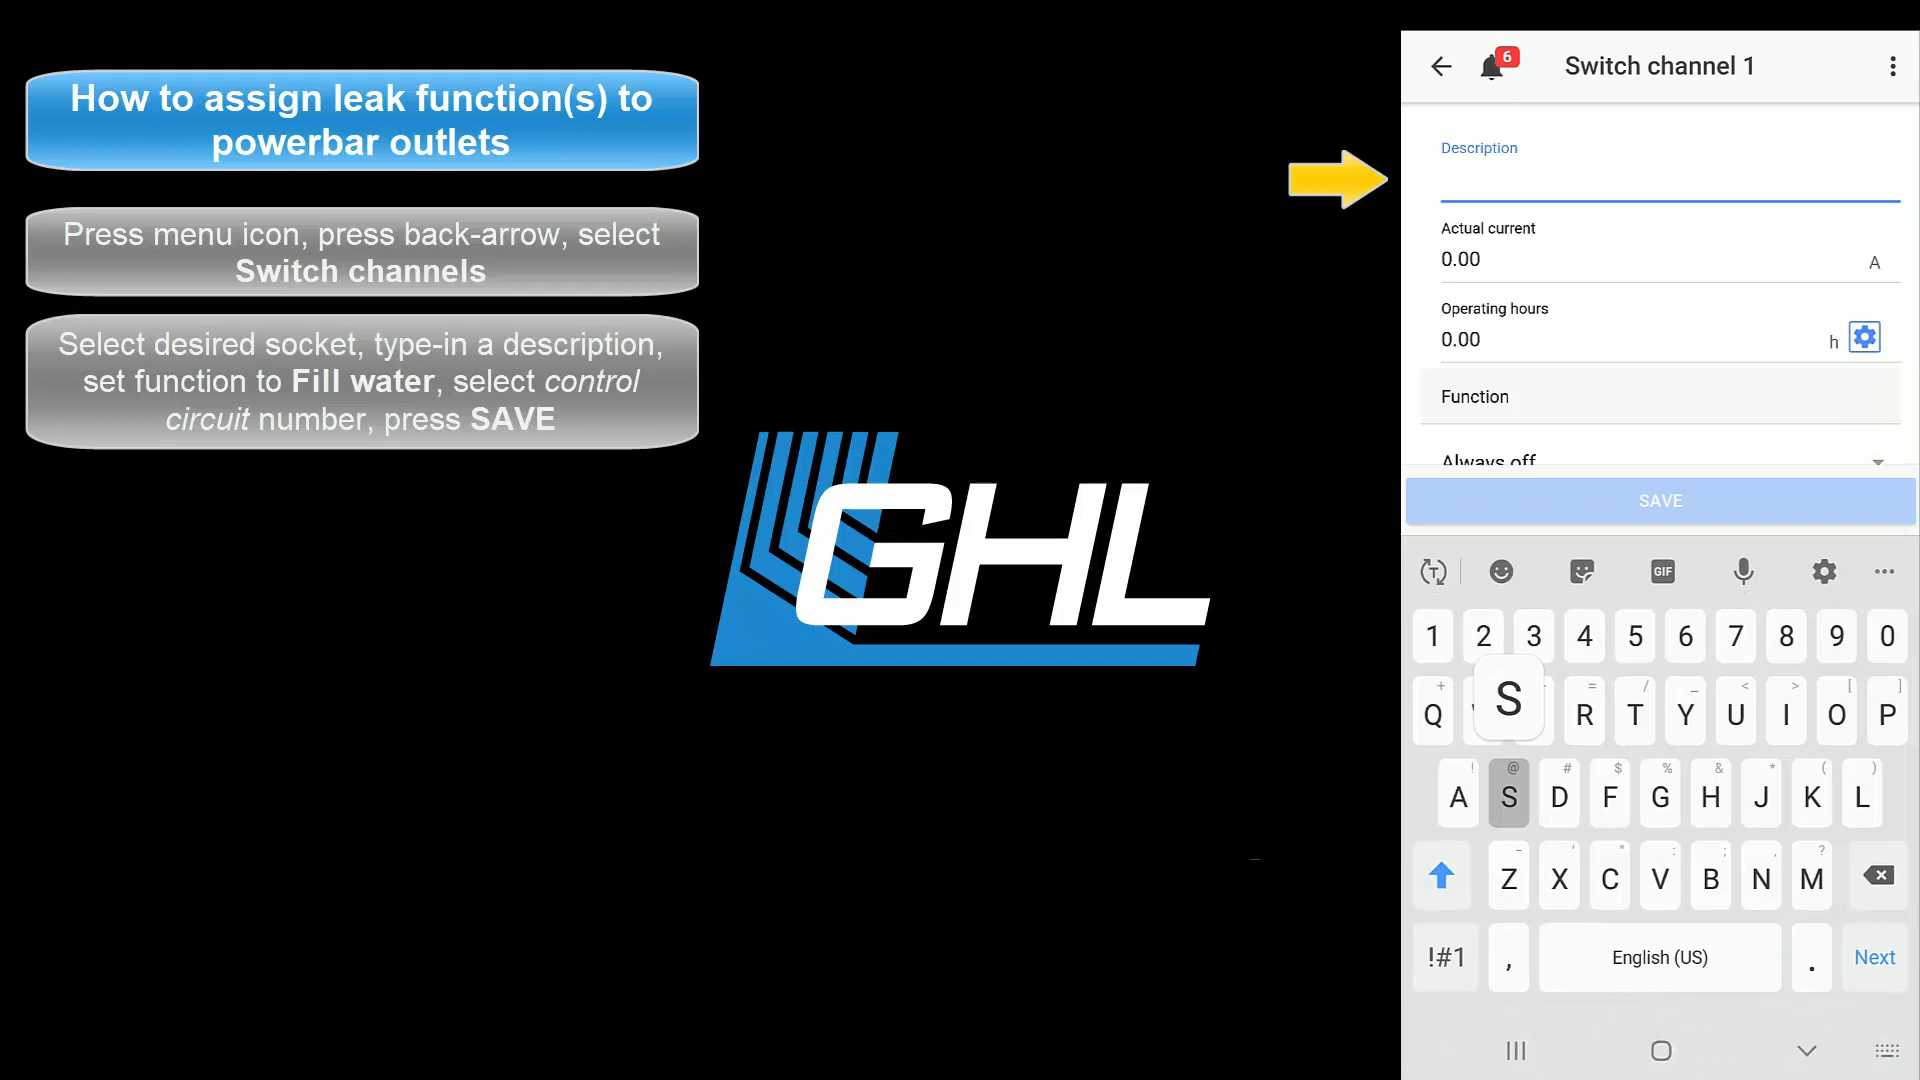 How to assign leak function(s) to
powerbar outlets
Press menu icon, press back-arrow, select
Switch channels
Select desired socket, type-in a description,
set function to Fill water, select control
circuit number, press SAVE
GHL
6
Switch channel 1
Description
Actual current
0.00
A
Operating hours
0.00
h
Function
Always off
SAVE
GIF
1 2 3 4 5 6 7 8 9 0
+ = / _ < > [ ]
Q S R T Y U I O P
! @ # $ % & * ( )
A S D F G H J K L
- ' " : ; , ?
Z X C V B N M
!#1 , English (US) . Next